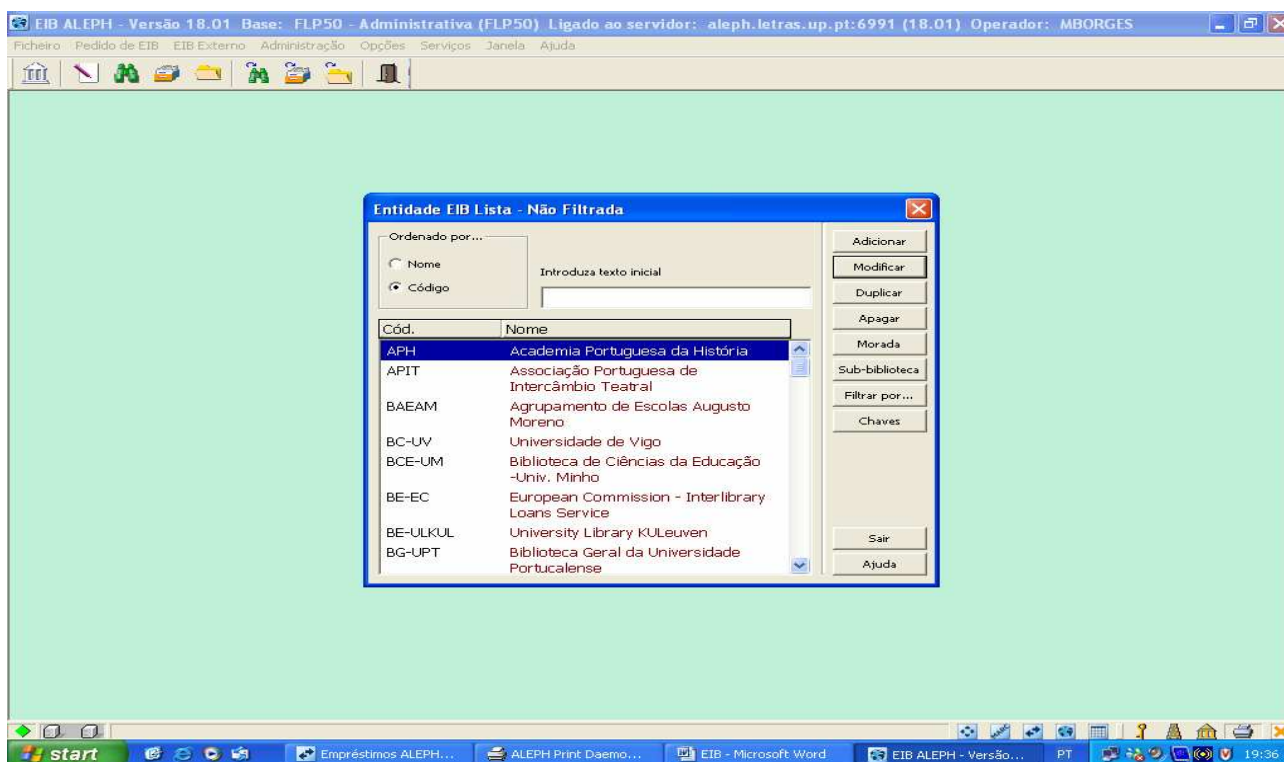 EIB ALEPH - Versão 18.01 Base: FLP50 - Administrativa (FLP50) Ligado ao servidor: aleph.letras.up.pt:6991 (18.01) Operador: MBORGES
Ficheiro Pedido de EIB EIB Externo Administração Opções Serviços Janela Ajuda
Entidade EIB Lista - Não Filtrada
Ordenado por...
Nome
Código
Introduza texto inicial
Cód. Nome
APH Academia Portuguesa da História
APIT Associação Portuguesa de
Intercâmbio Teatral
BAEAM Agrupamento de Escolas Augusto
Moreno
BC-UV Universidade de Vigo
BCE-UM Biblioteca de Ciências da Educação
-Univ. Minho
BE-EC European Commission - Interlibrary
Loans Service
BE-ULKUL University Library KULeuven
BG-UPT Biblioteca Geral da Universidade
Portucalense
Adicionar
Modificar
Duplicar
Apagar
Morada
Sub-biblioteca
Filtrar por...
Chaves
Sair
Ajuda
start Empréstimos ALEPH... ALEPH Print Daemo... EIB - Microsoft Word EIB ALEPH - Versão... PT 19:36